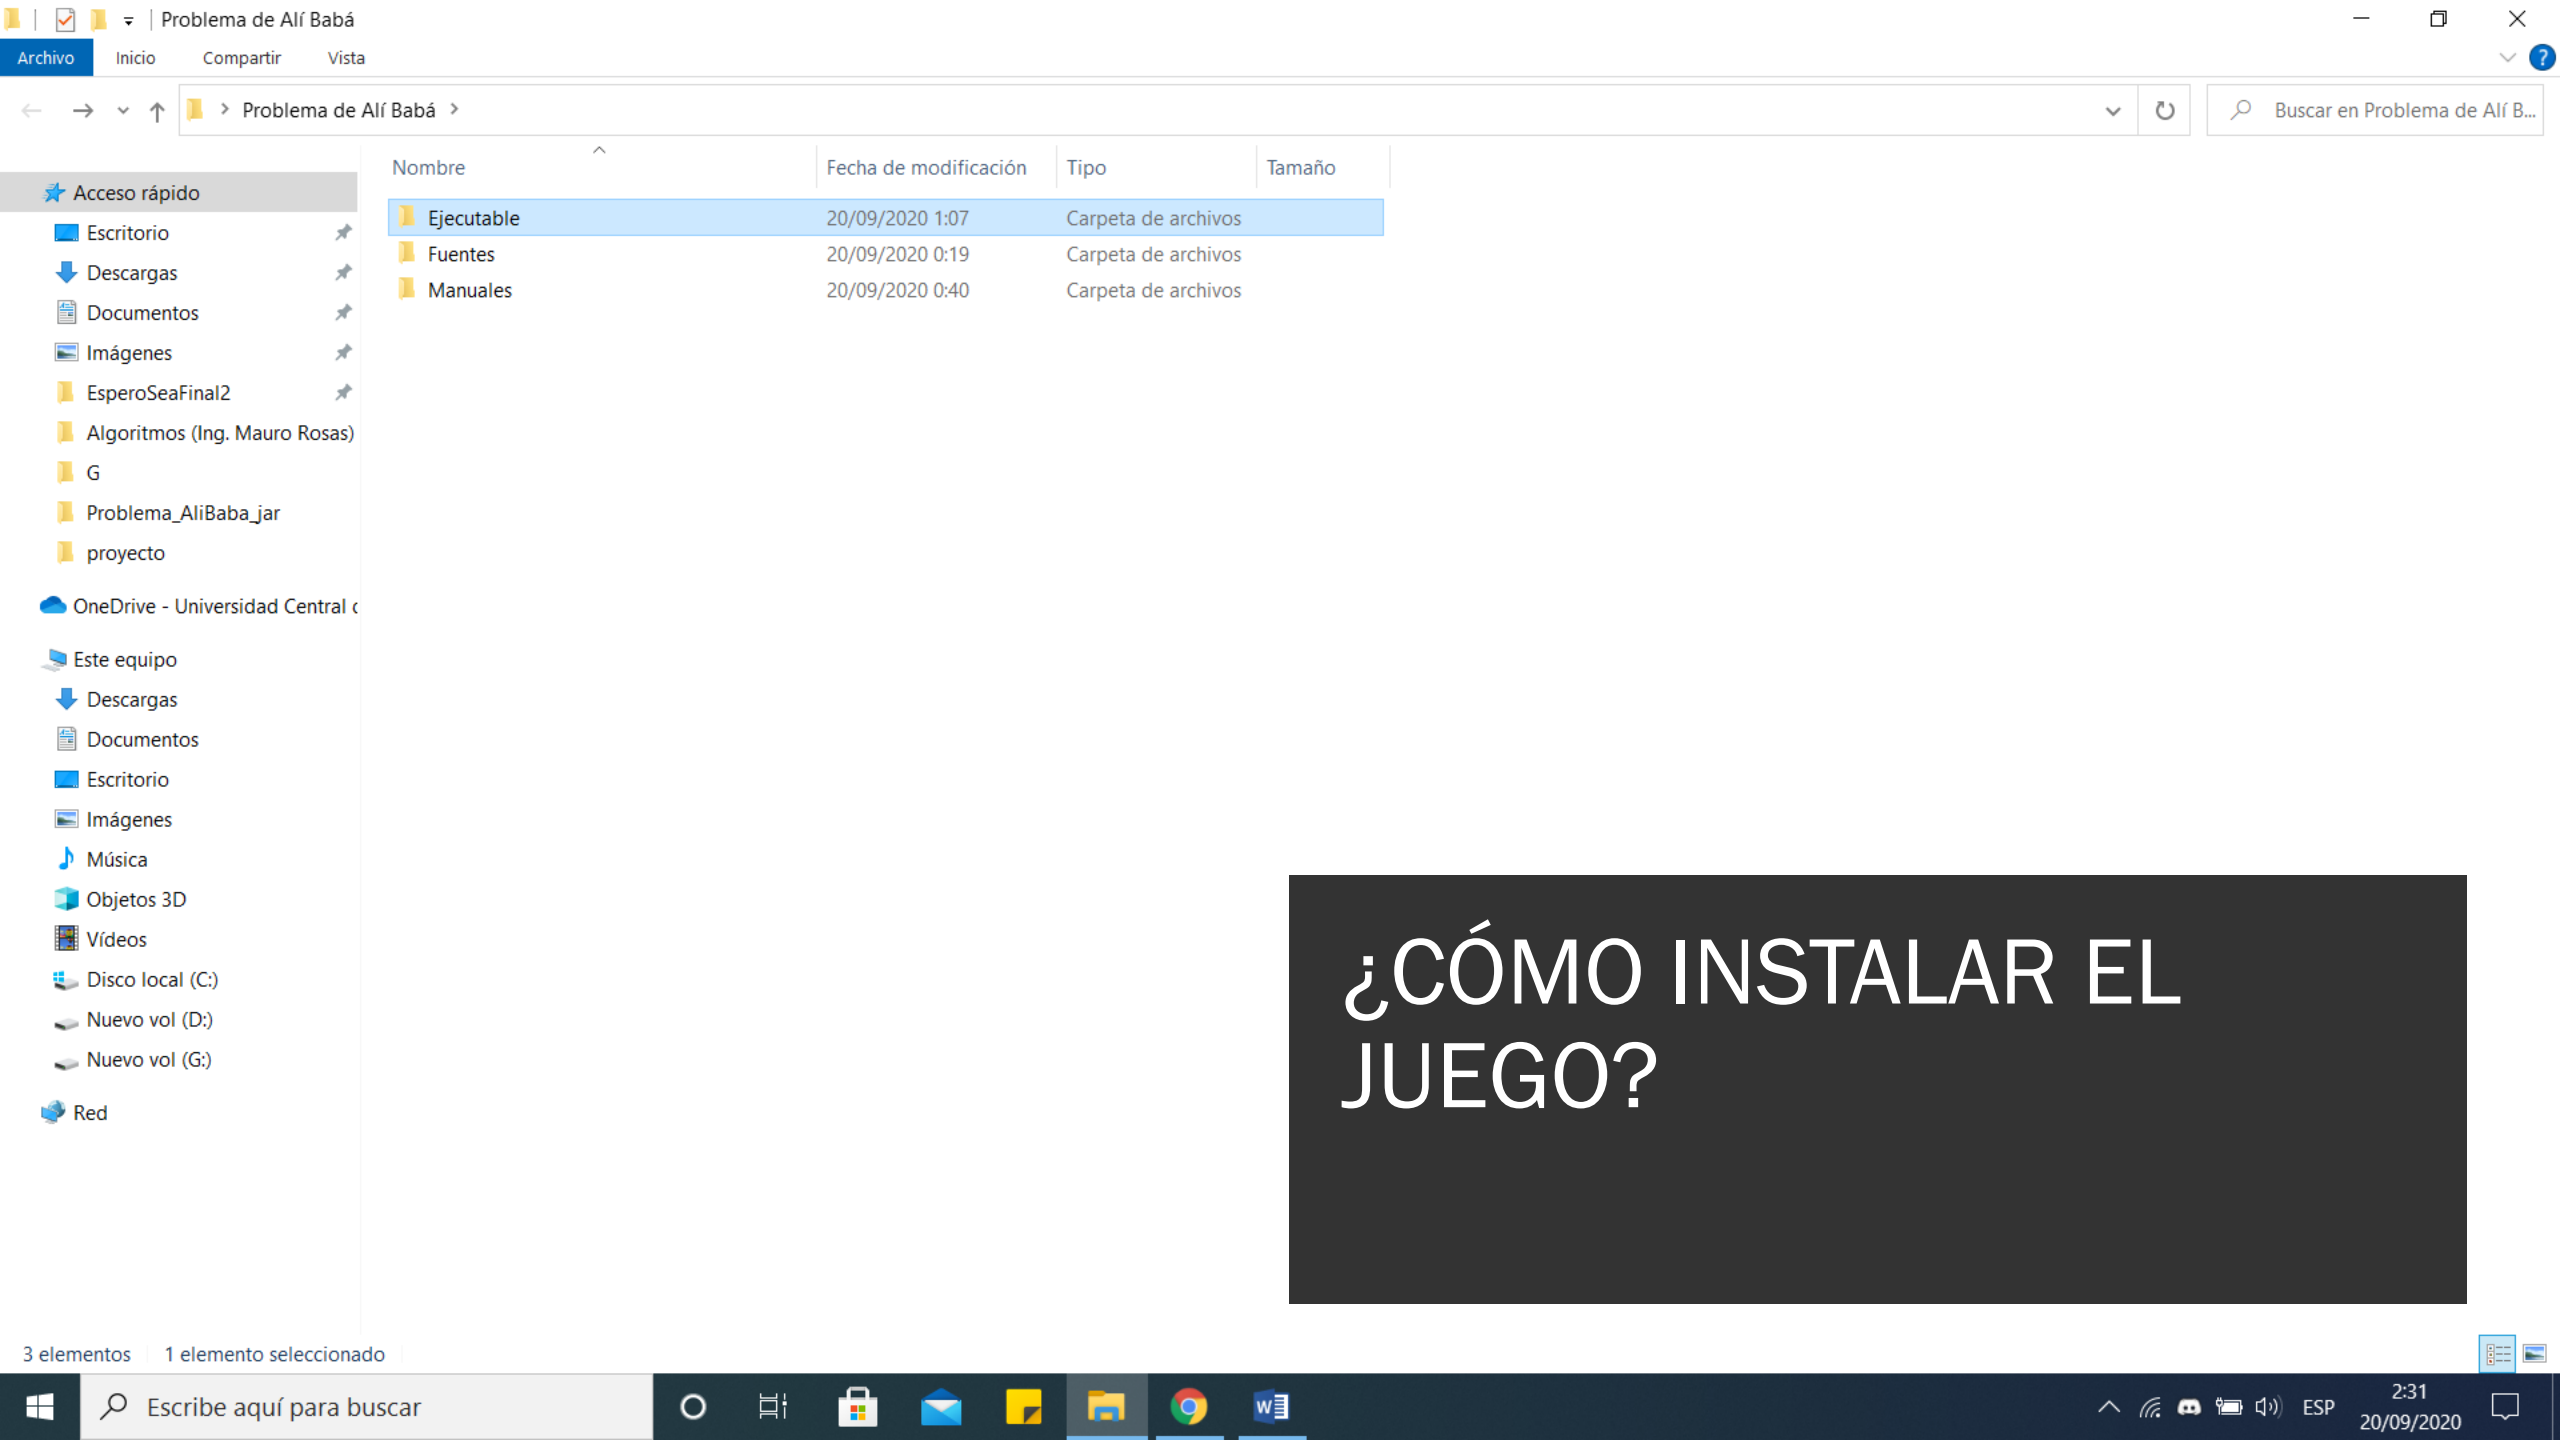 Problema de Alí Babá
Archivo Inicio Compartir Vista
Problema de Alí Babá
Buscar en Problema de Alí B...
Nombre Fecha de modificación Tipo Tamaño
Ejecutable 20/09/2020 1:07 Carpeta de archivos
Fuentes 20/09/2020 0:19 Carpeta de archivos
Manuales 20/09/2020 0:40 Carpeta de archivos
Acceso rápido
Escritorio
Descargas
Documentos
Imágenes
EsperoSeaFinal2
Algoritmos (Ing. Mauro Rosas)
G
Problema_AliBaba_jar
proyecto
OneDrive - Universidad Central
Este equipo
Descargas
Documentos
Escritorio
Imágenes
Música
Objetos 3D
Vídeos
Disco local (C:)
Nuevo vol (D:)
Nuevo vol (G:)
Red
¿CÓMO INSTALAR EL
JUEGO?
3 elementos 1 elemento seleccionado
Escribe aquí para buscar
ESP
2:31
20/09/2020